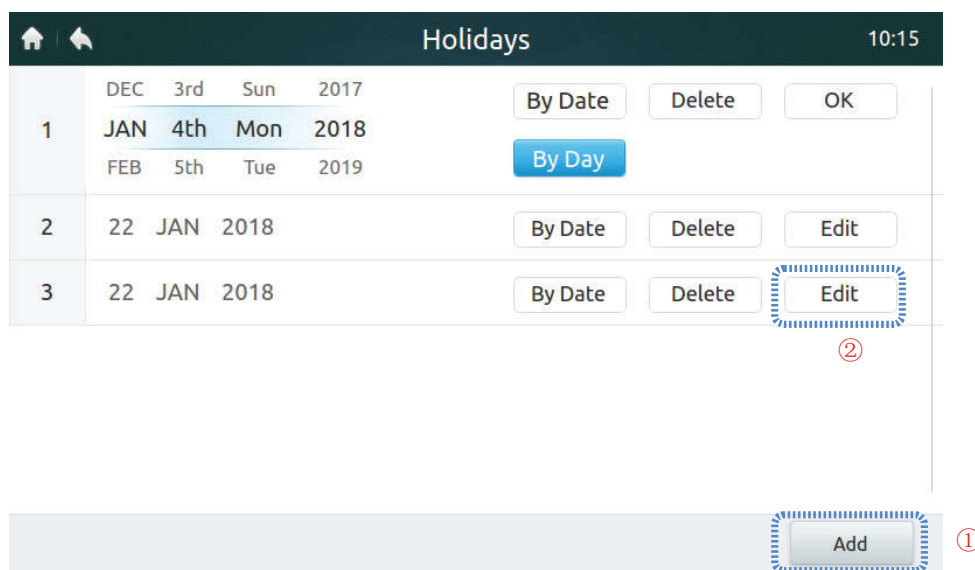 Holidays 10:15
DEC 3rd Sun 2017
By Date Delete OK
1 JAN 4th Mon 2018
By Day
FEB 5th Tue 2019
2 22 JAN 2018 By Date Delete Edit
3 22 JAN 2018 By Date Delete Edit
②
Add ①